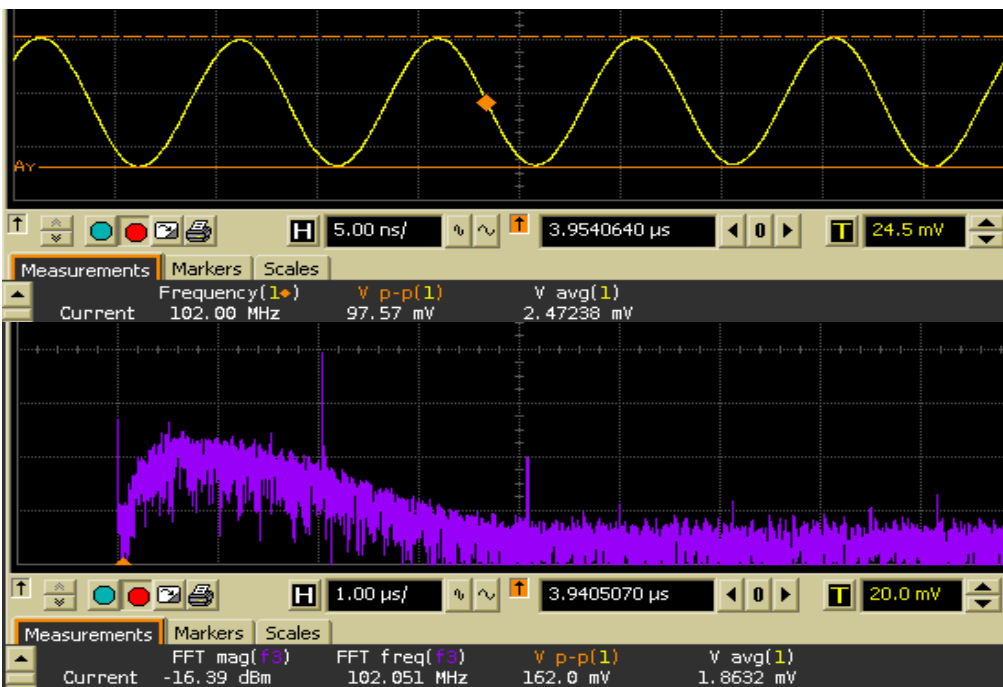 Ay
H 5.00 ns/ 3.9540640 µs 0 T 24.5 mV
Measurements Markers Scales
Frequency(1) V p-p(1) V avg(1)
Current 102.00 MHz 97.57 mV 2.47238 mV
H 1.00 µs/ 3.9405070 µs 0 T 20.0 mV
Measurements Markers Scales
FFT mag(f3) FFT freq(f3) V p-p(1) V avg(1)
Current -16.39 dBm 102.051 MHz 162.0 mV 1.8632 mV